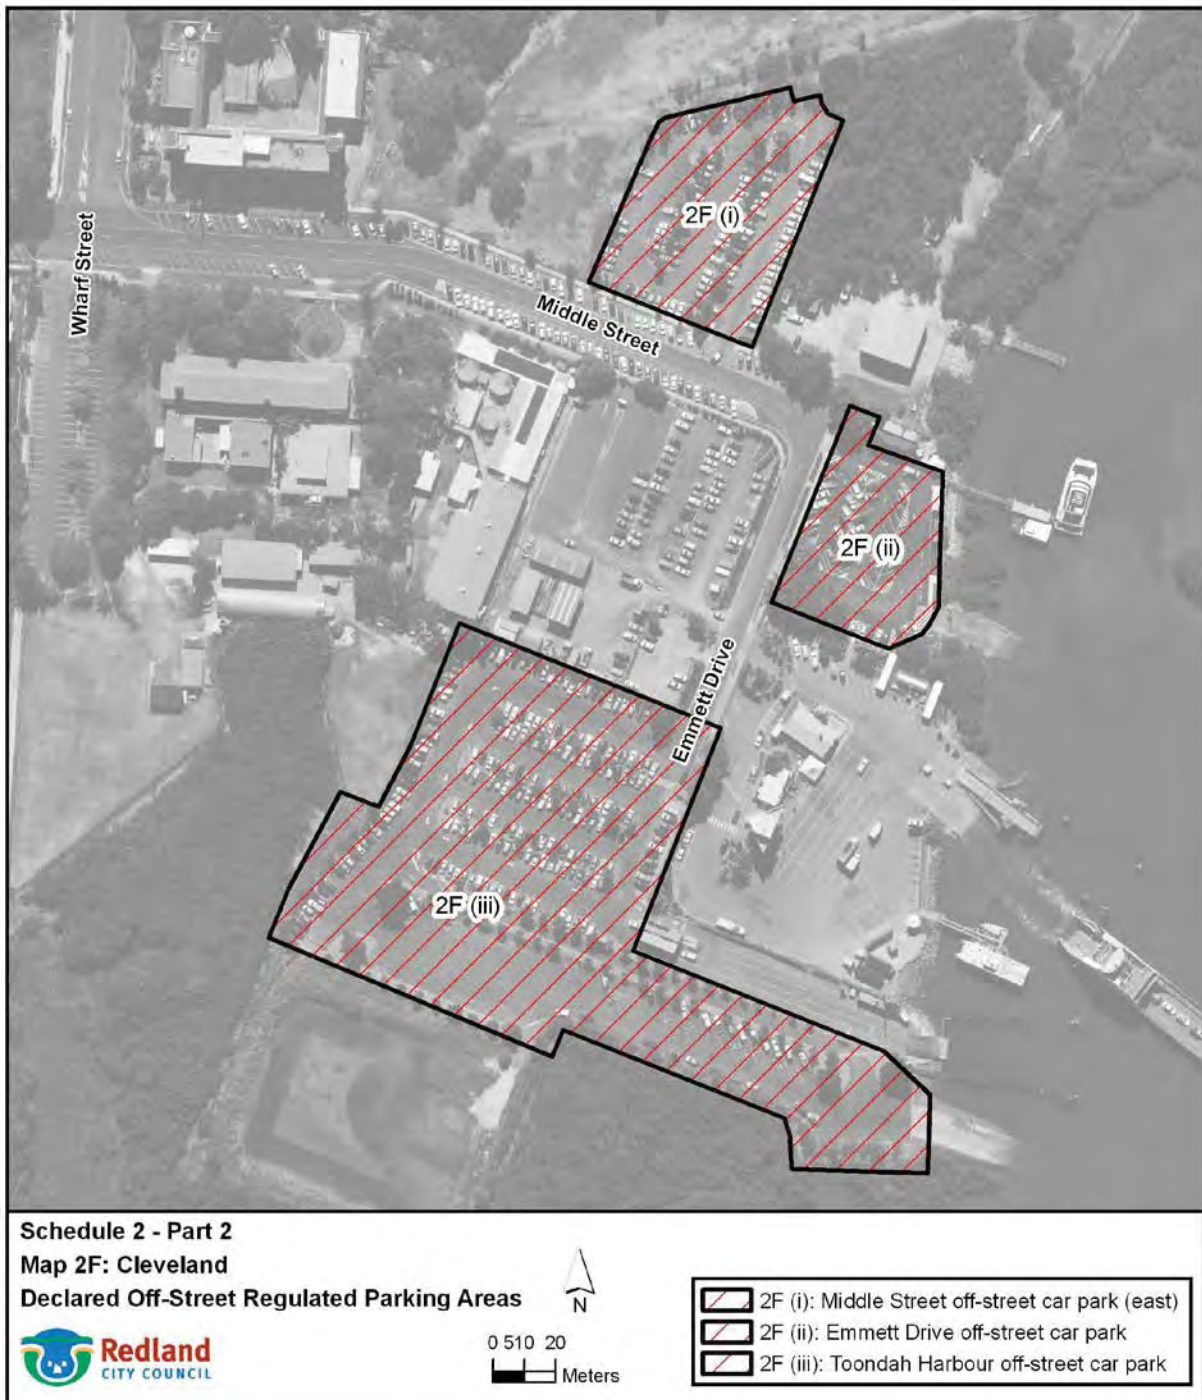 2F (i)
Wharf Street
Middle Street
2F (ii)
Emmett Drive
2F (iii)
Schedule 2 - Part 2
Map 2F: Cleveland
Declared Off-Street Regulated Parking Areas
N
Redland
CITY COUNCIL
0 5 10 20
Meters
2F (i): Middle Street off-street car park (east)
2F (ii): Emmett Drive off-street car park
2F (iii): Toondah Harbour off-street car park